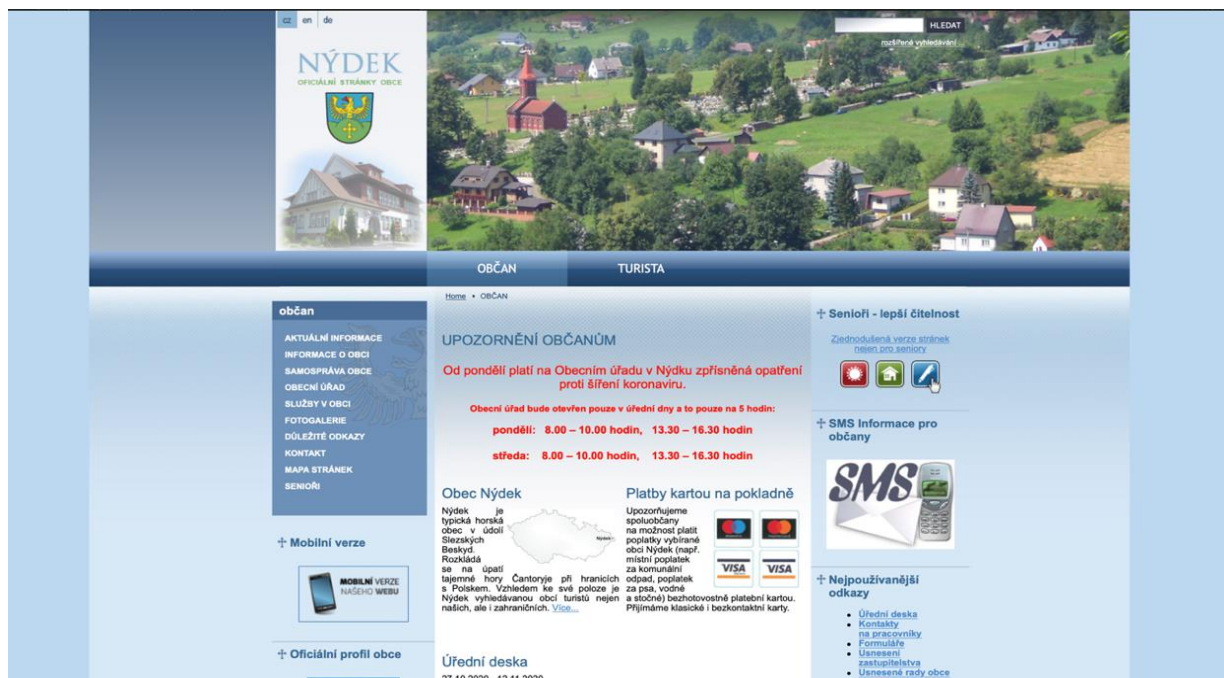 cz en de
HLEDAT
rozšířené vyhledávání
NÝDEK
OFICIÁLNÍ STRÁNKY OBCE
OBČAN TURISTA
občan
AKTUÁLNÍ INFORMACE
INFORMACE O OBCI
SAMOSPRÁVA OBCE
OBECNÍ ÚŘAD
SLUŽBY V OBCI
FOTOGALERIE
DŮLEŽITÉ ODKAZY
KONTAKT
MAPA STRÁNEK
SENIOŘI
Mobilní verze
MOBILNÍ VERZE
NAŠEHO WEBU
Oficiální profil obce
Home • OBČAN
UPOZORNĚNÍ OBČANŮM
Od pondělí platí na Obecním úřadu v Nýdku zpřísněná opatření
proti šíření koronaviru.
Obecní úřad bude otevřen pouze v úřední dny a to pouze na 5 hodin:
pondělí: 8.00 – 10.00 hodin, 13.30 – 16.30 hodin
středa: 8.00 – 10.00 hodin, 13.30 – 16.30 hodin
Obec Nýdek
Nýdek je
typická horská
obec v údolí
Slezských
Beskyd.
Rozkládá
se na úpatí
tajemné hory Čantoryje při hranicích
s Polskem. Vzhledem ke své poloze je
Nýdek vyhledávanou obcí turistů nejen
našich, ale i zahraničních. Více...
Nýdek
Platby kartou na pokladně
Upozorňujeme
spoluobčany
na možnost platit
poplatky vybírané
obcí Nýdek (např.
místní poplatek
za komunální
odpad, poplatek
za psa, vodné
a stočné) bezhotovostně platební kartou.
Přijímáme klasické i bezkontaktní karty.
VISA VISA
Úřední deska
27.10.2020 - 12.11.2020
Senioři - lepší čitelnost
Zjednodušená verze stránek
nejen pro seniory
SMS Informace pro
občany
SMS
Nejpoužívanější
odkazy
Úřední deska
Kontakty
na pracovníky
Formuláře
Usnesení
zastupitelstva
Usnesené rady obce